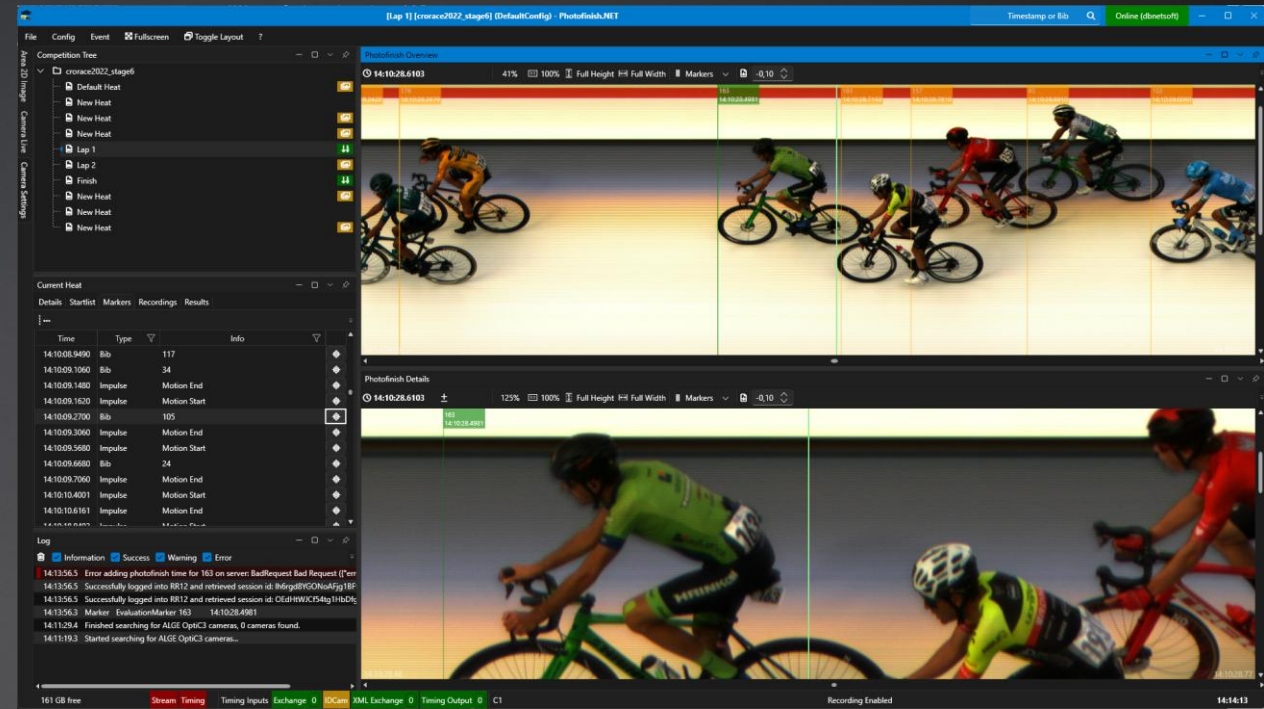 [Lap 1] [crorace2022_stage6] (DefaultConfig) - Photofinish.NET
Timestamp or Bib
Online (dbnetsoft)
File Config Event Fullscreen Toggle Layout ?
Area 2D Image
Camera Live
Camera Settings
Competition Tree
crorace2022_stage6
Default Heat
New Heat
New Heat
New Heat
Lap 1
Lap 2
Finish
New Heat
New Heat
New Heat
Current Heat
Details Startlist Markers Recordings Results
Time Type Info
14:10:08.9490 Bib 117
14:10:09.1060 Bib 34
14:10:09.1480 Impulse Motion End
14:10:09.1620 Impulse Motion Start
14:10:09.2700 Bib 105
14:10:09.3060 Impulse Motion End
14:10:09.5680 Impulse Motion Start
14:10:09.6680 Bib 24
14:10:09.7060 Impulse Motion End
14:10:10.4001 Impulse Motion Start
14:10:10.6161 Impulse Motion End
Log
Information Success Warning Error
14:13:56.5 Error adding photofinish time for 163 on server: BadRequest Bad Request ({"err
14:13:56.5 Successfully logged into RR12 and retrieved session id:
14:13:56.5 Successfully logged into RR12 and retrieved session id:
14:13:56.3 Marker EvaluationMarker 163 14:10:28.4981
14:11:29.4 Finished searching for ALGE OptiC3 cameras, 0 cameras found.
14:11:19.3 Started searching for ALGE OptiC3 cameras...
Photofinish Overview
14:10:28.6103 41% 100% Full Height Full Width Markers -0,10
163
14:10:28.4981
157
Photofinish Details
14:10:28.6103 ± 125% 100% Full Height Full Width Markers -0,10
163
14:10:28.4981
14:10:28.77
161 GB free Stream Timing Timing Inputs Exchange 0 IDCam XML Exchange 0 Timing Output 0 C1 Recording Enabled 14:14:13